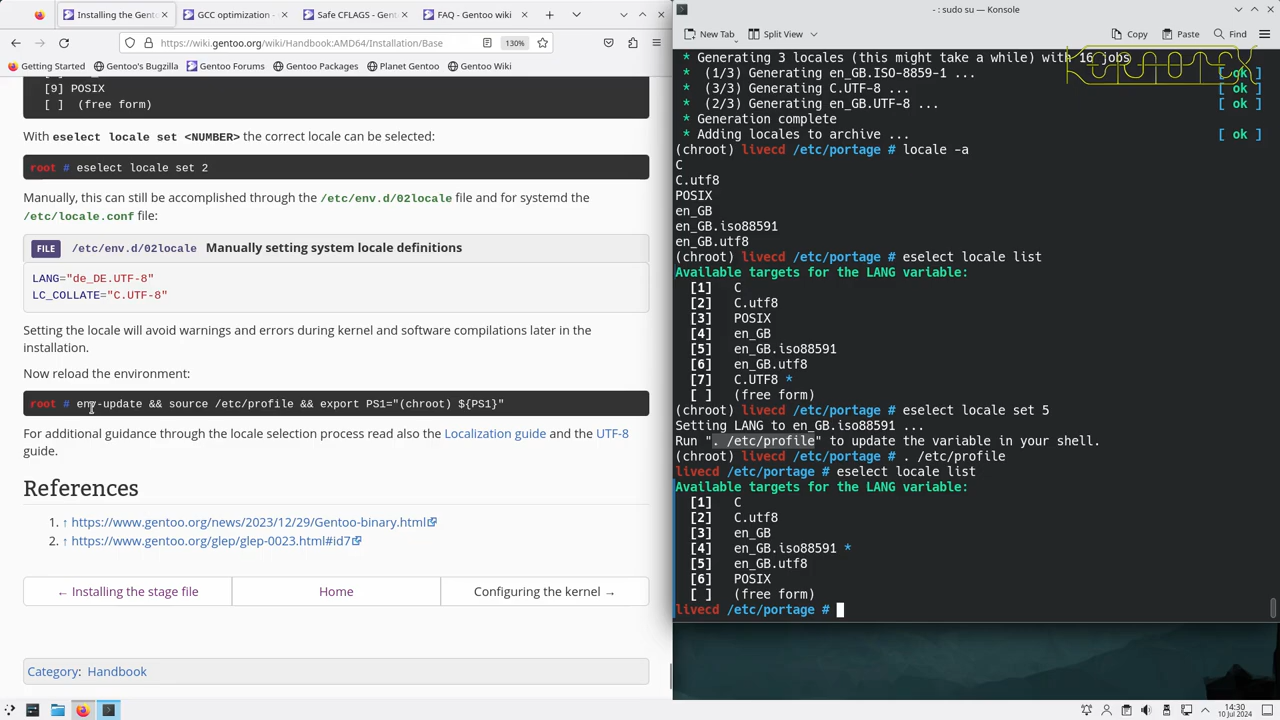 Installing the Gent
GCC optimization -
Safe CFLAGS - Gent
FAQ - Gentoo wiki
https://wiki.gentoo.org/wiki/Handbook:AMD64/Installation/Base
130%
Getting Started
Gentoo's Bugzilla
Gentoo Forums
Gentoo Packages
Planet Gentoo
Gentoo Wiki
[9] POSIX
[ ] (free form)
With eselect locale set <NUMBER> the correct locale can be selected:
root # eselect locale set 2
Manually, this can still be accomplished through the /etc/env.d/02locale file and for systemd the
/etc/locale.conf file:
FILE /etc/env.d/02locale Manually setting system locale definitions
LANG="de_DE.UTF-8"
LC_COLLATE="C.UTF-8"
Setting the locale will avoid warnings and errors during kernel and software compilations later in the
installation.
Now reload the environment:
root # env-update && source /etc/profile && export PS1="(chroot) ${PS1}"
For additional guidance through the locale selection process read also the Localization guide and the UTF-8
guide.
References
1. ↑ https://www.gentoo.org/news/2023/12/29/Gentoo-binary.html
2. ↑ https://www.gentoo.org/glep/glep-0023.html#id7
← Installing the stage file
Home
Configuring the kernel →
Category: Handbook
- : sudo su — Konsole
New Tab
Split View
Copy
Paste
Find
* Generating 3 locales (this might take a while) with 16 jobs
* (1/3) Generating en_GB.ISO-8859-1 ... [ ok ]
* (3/3) Generating C.UTF-8 ... [ ok ]
* (2/3) Generating en_GB.UTF-8 ... [ ok ]
* Generation complete
* Adding locales to archive ... [ ok ]
(chroot) livecd /etc/portage # locale -a
C
C.utf8
POSIX
en_GB
en_GB.iso88591
en_GB.utf8
(chroot) livecd /etc/portage # eselect locale list
Available targets for the LANG variable:
[1] C
[2] C.utf8
[3] POSIX
[4] en_GB
[5] en_GB.iso88591
[6] en_GB.utf8
[7] C.UTF8 *
[ ] (free form)
(chroot) livecd /etc/portage # eselect locale set 5
Setting LANG to en_GB.iso88591 ...
Run ". /etc/profile" to update the variable in your shell.
(chroot) livecd /etc/portage # . /etc/profile
livecd /etc/portage # eselect locale list
Available targets for the LANG variable:
[1] C
[2] C.utf8
[3] en_GB
[4] en_GB.iso88591 *
[5] en_GB.utf8
[6] POSIX
[ ] (free form)
livecd /etc/portage #
14:30
10 Jul 2024